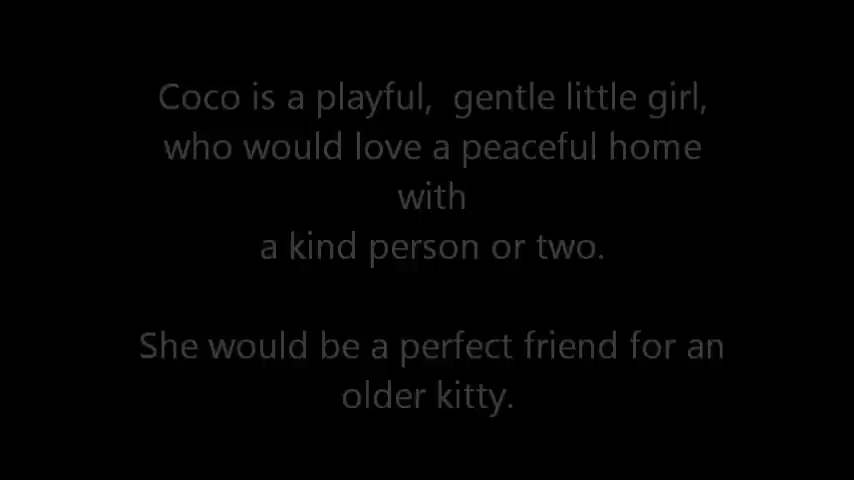 Coco is a playful,  gentle little girl,
who would love a peaceful home
with
a kind person or two.
She would be a perfect friend for an
older kitty.